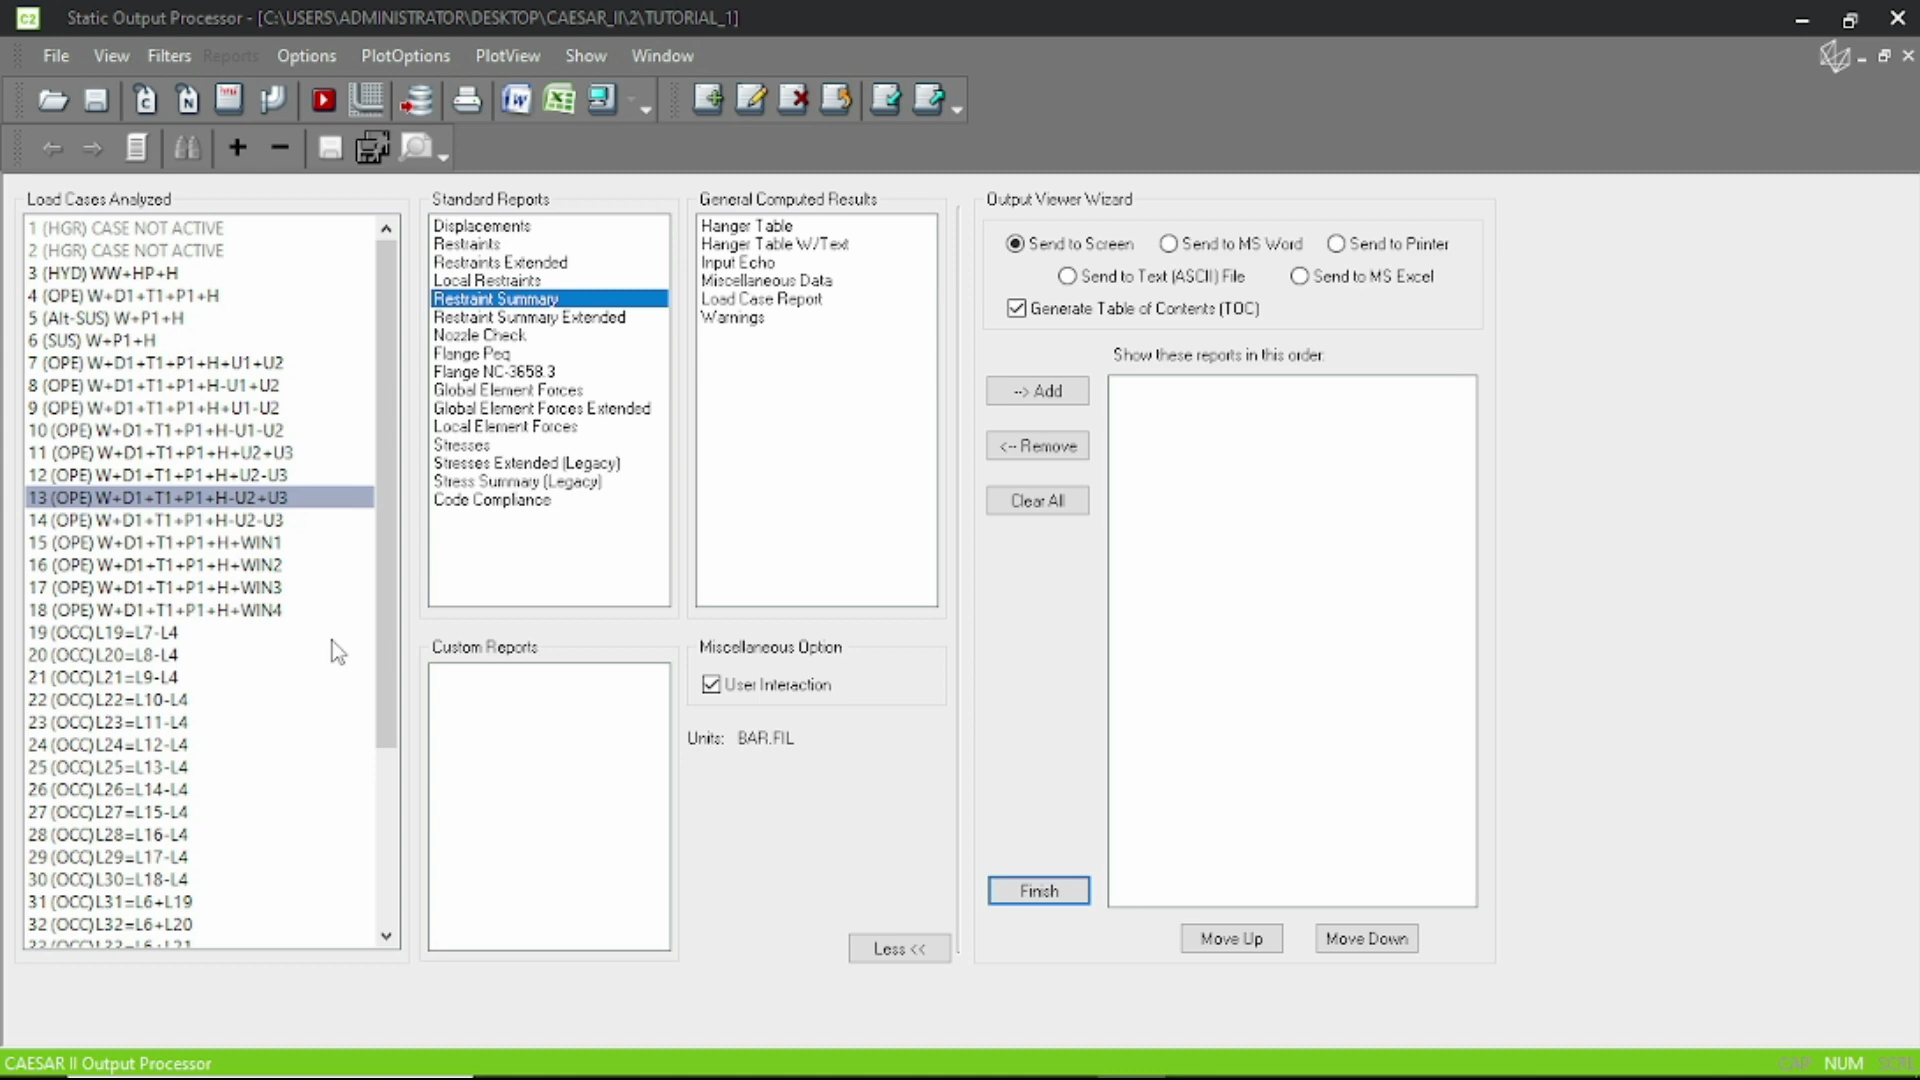 C2 Static Output Processor - [C:\USERS\ADMINISTRATOR\DESKTOP\CAESAR_II\2\TUTORIAL_1]
File View Filters Reports Options PlotOptions PlotView Show Window
Load Cases Analyzed
1 (HGR) CASE NOT ACTIVE
2 (HGR) CASE NOT ACTIVE
3 (HYD) WW+HP+H
4 (OPE) W+D1+T1+P1+H
5 (Alt-SUS) W+P1+H
6 (SUS) W+P1+H
7 (OPE) W+D1+T1+P1+H+U1+U2
8 (OPE) W+D1+T1+P1+H-U1+U2
9 (OPE) W+D1+T1+P1+H+U1-U2
10 (OPE) W+D1+T1+P1+H-U1-U2
11 (OPE) W+D1+T1+P1+H+U2+U3
12 (OPE) W+D1+T1+P1+H+U2-U3
13 (OPE) W+D1+T1+P1+H-U2+U3
14 (OPE) W+D1+T1+P1+H-U2-U3
15 (OPE) W+D1+T1+P1+H+WIN1
16 (OPE) W+D1+T1+P1+H+WIN2
17 (OPE) W+D1+T1+P1+H+WIN3
18 (OPE) W+D1+T1+P1+H+WIN4
19 (OCC) L19=L7-L4
20 (OCC) L20=L8-L4
21 (OCC) L21=L9-L4
22 (OCC) L22=L10-L4
23 (OCC) L23=L11-L4
24 (OCC) L24=L12-L4
25 (OCC) L25=L13-L4
26 (OCC) L26=L14-L4
27 (OCC) L27=L15-L4
28 (OCC) L28=L16-L4
29 (OCC) L29=L17-L4
30 (OCC) L30=L18-L4
31 (OCC) L31=L6+L19
32 (OCC) L32=L6+L20
33 (OCC) L33=L6+L21
Standard Reports
Displacements
Restraints
Restraints Extended
Local Restraints
Restraint Summary
Restraint Summary Extended
Nozzle Check
Flange Peq
Flange NC-3658.3
Global Element Forces
Global Element Forces Extended
Local Element Forces
Stresses
Stresses Extended (Legacy)
Stress Summary (Legacy)
Code Compliance
Custom Reports
General Computed Results
Hanger Table
Hanger Table W/Text
Input Echo
Miscellaneous Data
Load Case Report
Warnings
Miscellaneous Option
User Interaction
Units: BAR.FIL
Less <<
Output Viewer Wizard
Send to Screen Send to MS Word Send to Printer
Send to Text (ASCII) File Send to MS Excel
Generate Table of Contents (TOC)
Show these reports in this order:
--> Add
<-- Remove
Clear All
Finish
Move Up Move Down
CAESAR II Output Processor CAP NUM SCRL